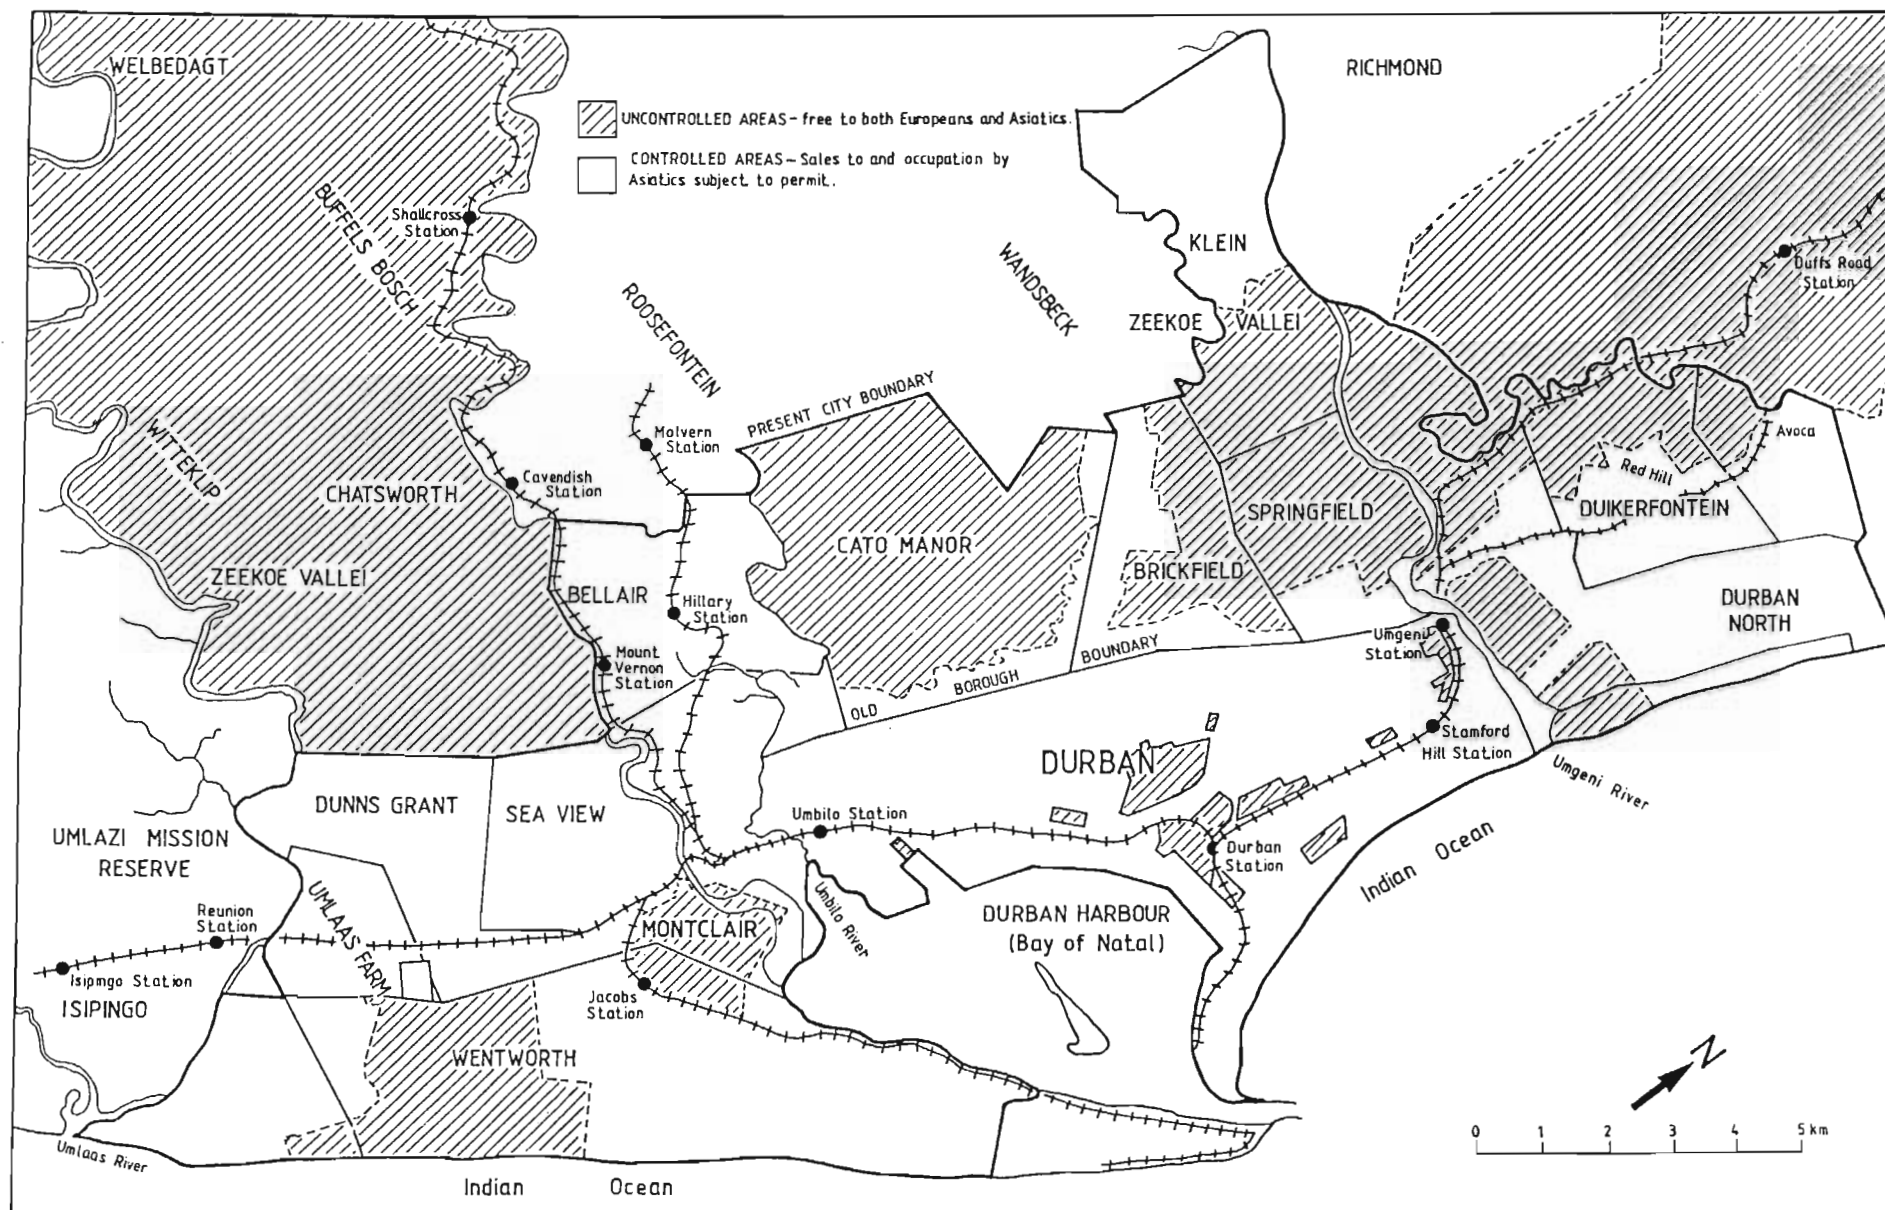 WELBEDAGT
RICHMOND
UNCONTROLLED AREAS – free to both Europeans and Asiatics.
CONTROLLED AREAS – Sales to and occupation by
Asiatics subject to permit.
BUFFELS BOSCH
Shallcross
Station
ROOSEFONTEIN
WANDSBECK
KLEIN
ZEEKOE VALLEI
Duffs Road
Station
PRESENT CITY BOUNDARY
WITTEKLIP
CHATSWORTH
Cavendish
Station
Malvern
Station
Avoca
Red Hill
DUIKERFONTEIN
SPRINGFIELD
CATO MANOR
BRICKFIELD
ZEEKOE VALLEI
BELLAIR
Hillary
Station
Mount
Vernon
Station
DURBAN
NORTH
Umgeni
Station
OLD BOROUGH BOUNDARY
Stamford
Hill Station
DURBAN
Umgeni River
DUNNS GRANT
SEA VIEW
Umbilo Station
Durban
Station
Indian Ocean
UMLAZI MISSION
RESERVE
UMLAAS FARM
Umbilo River
Reunion
Station
MONTCLAIR
DURBAN HARBOUR
(Bay of Natal)
Isipingo Station
ISIPINGO
Jacobs
Station
WENTWORTH
N
Umlaas River
0 1 2 3 4 5 km
Indian Ocean